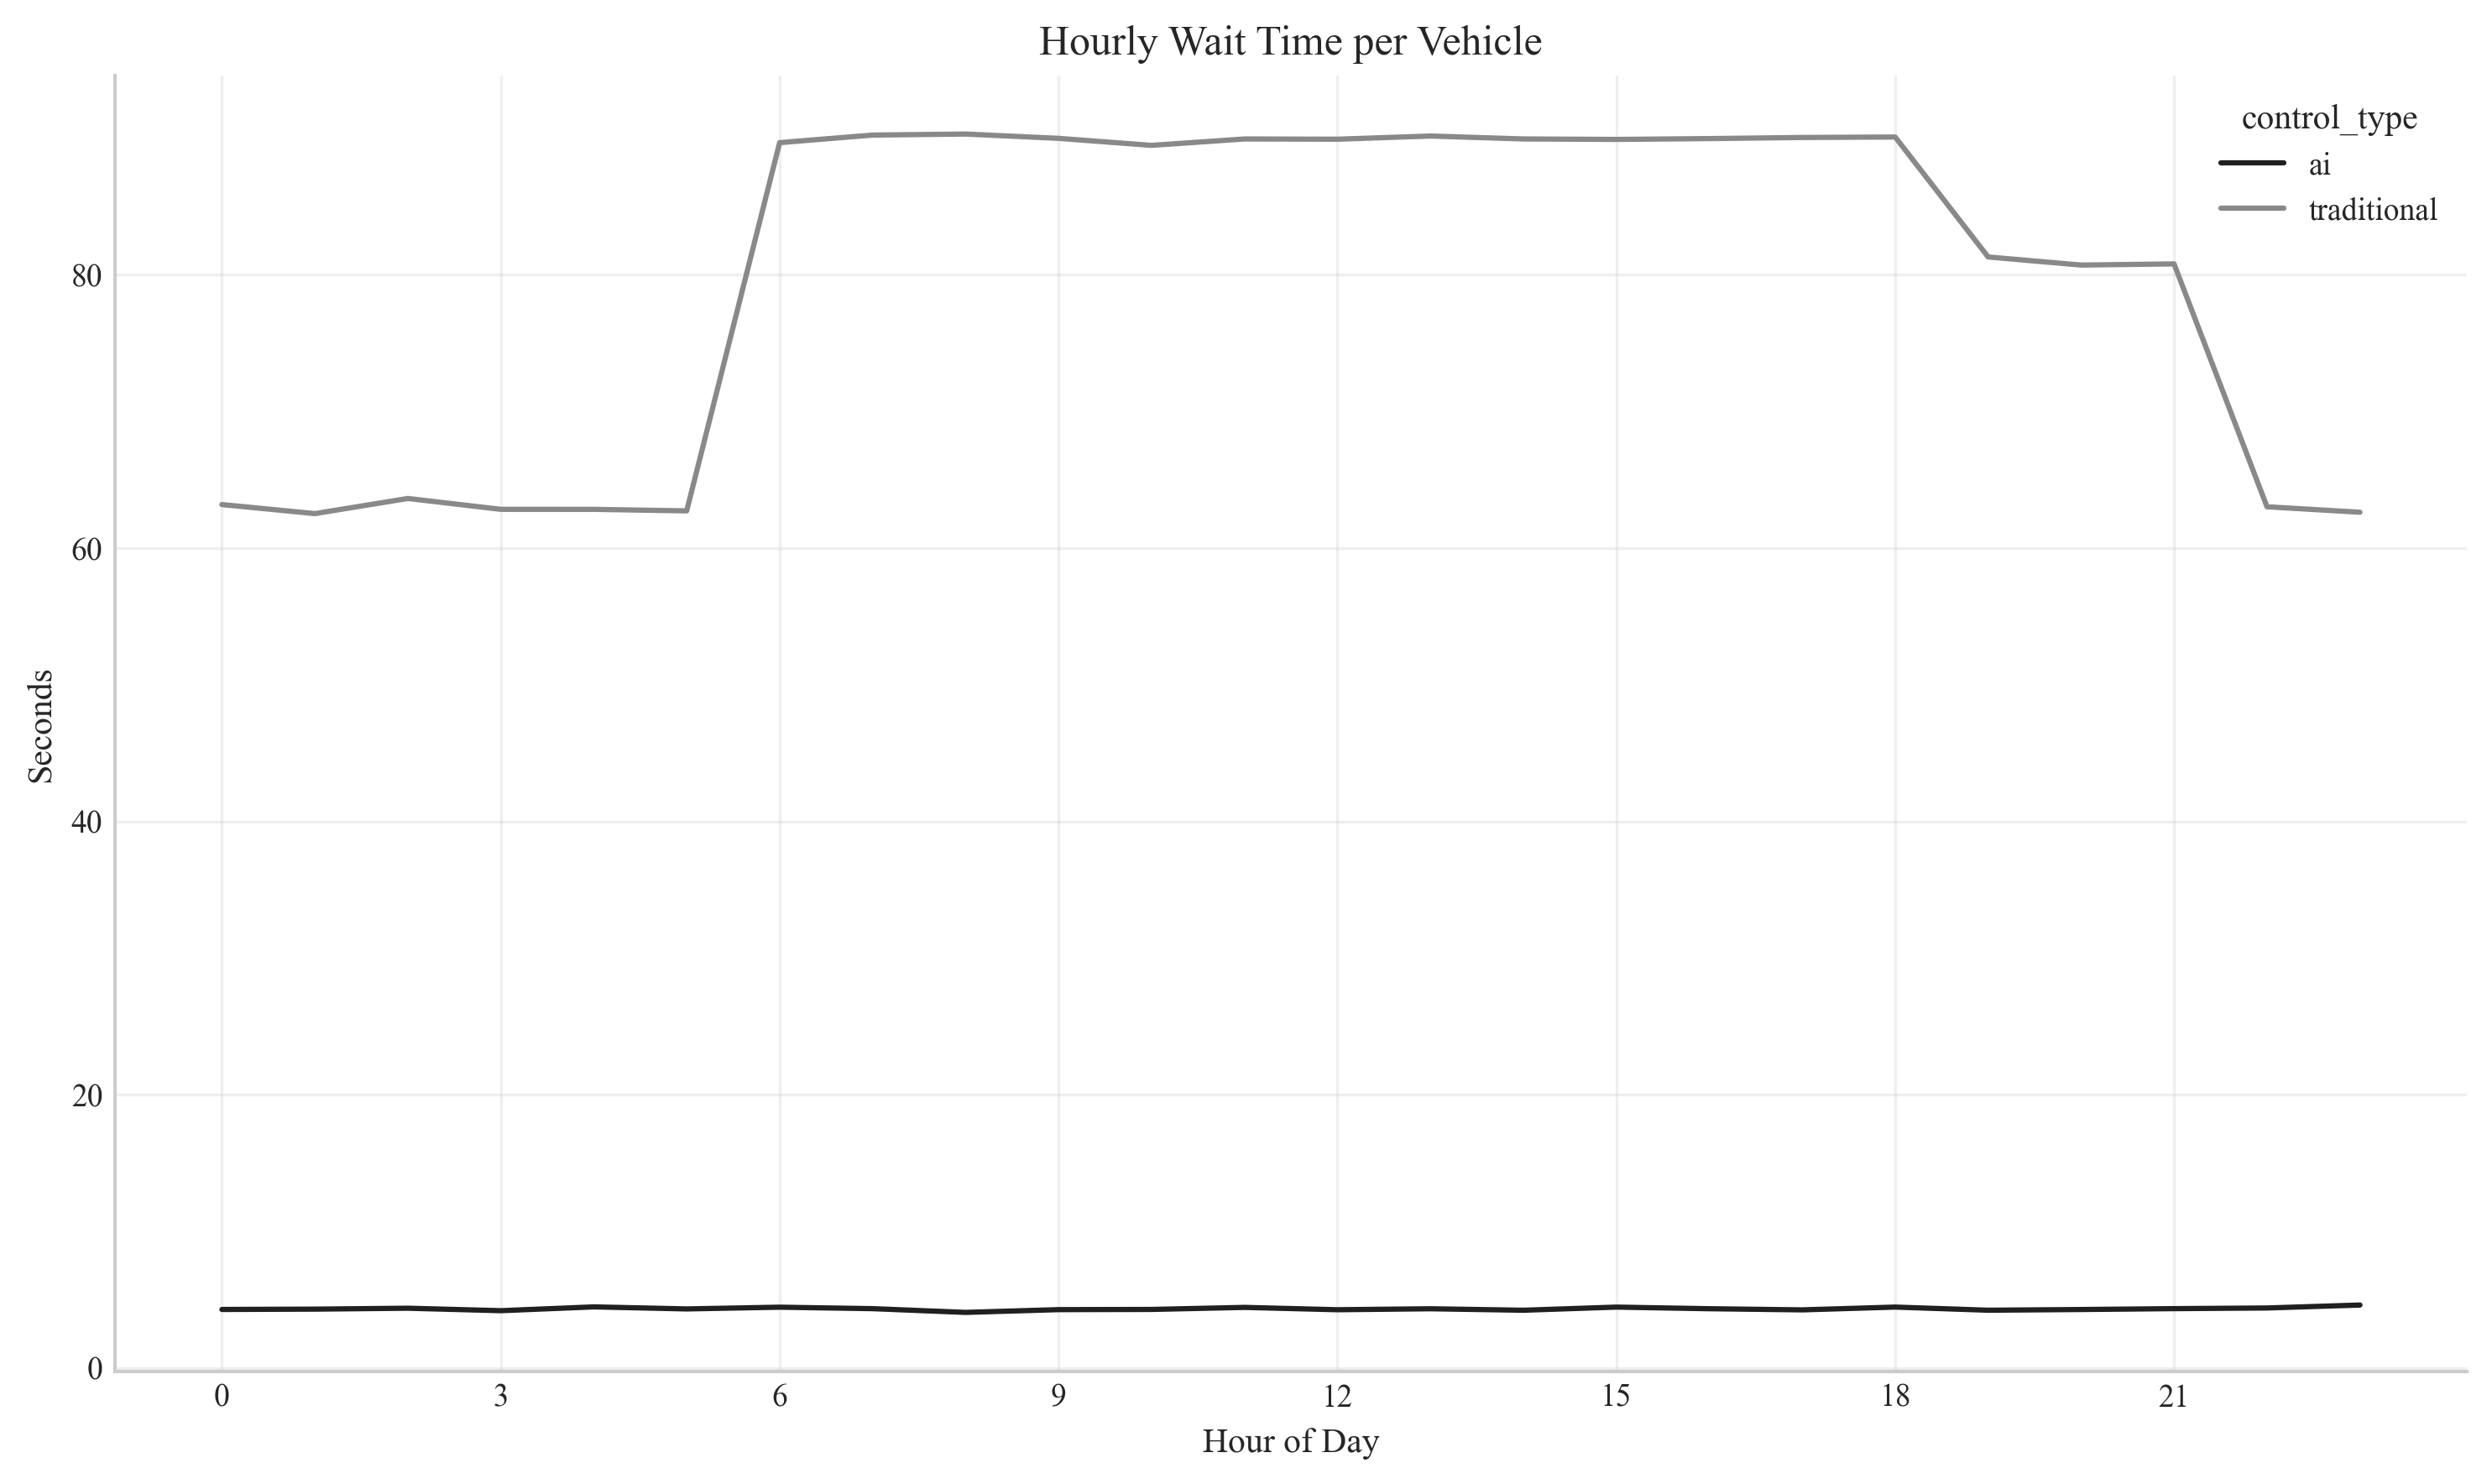 Hourly Wait Time per Vehicle
control_type
ai
traditional
80
60
40
20
0
Seconds
0 3 6 9 12 15 18 21
Hour of Day